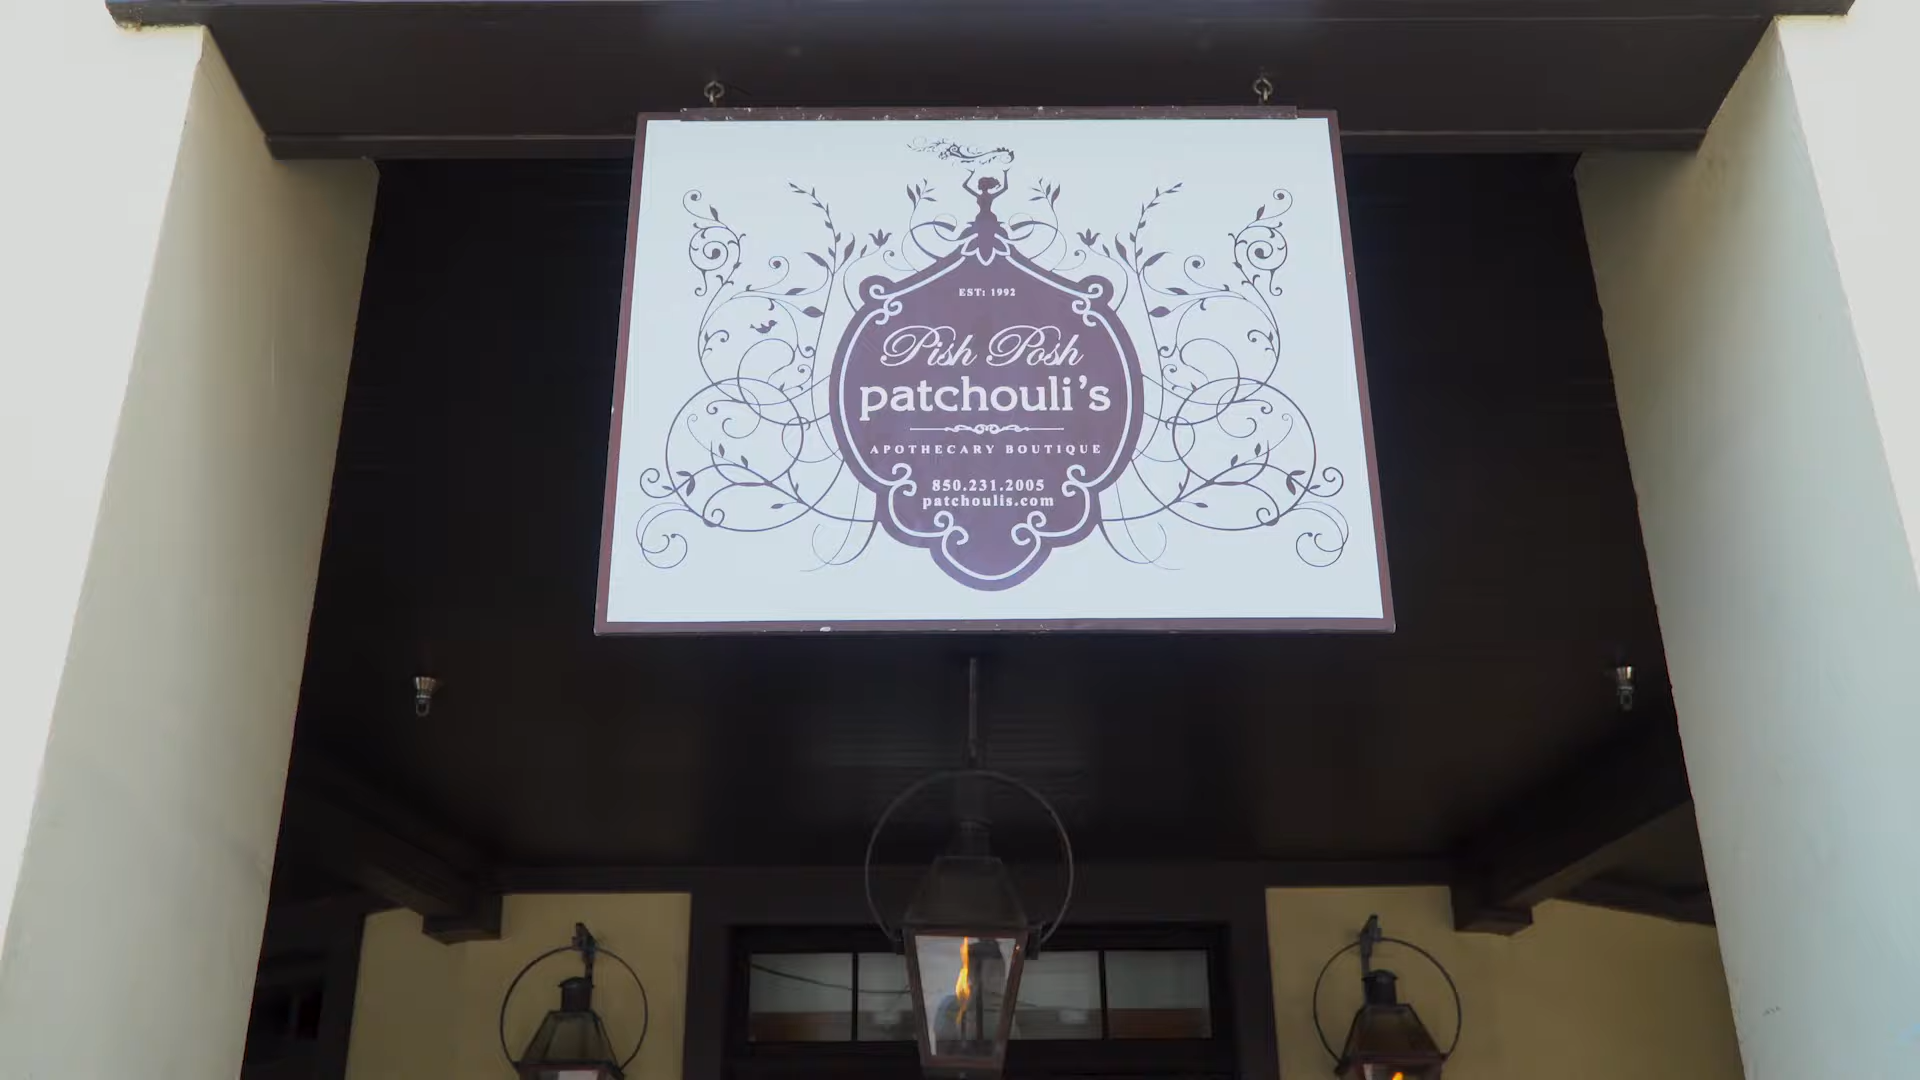 EST: 1992
Pish Posh
patchouli's
APOTHECARY BOUTIQUE
850.231.2005
patchoulis.com